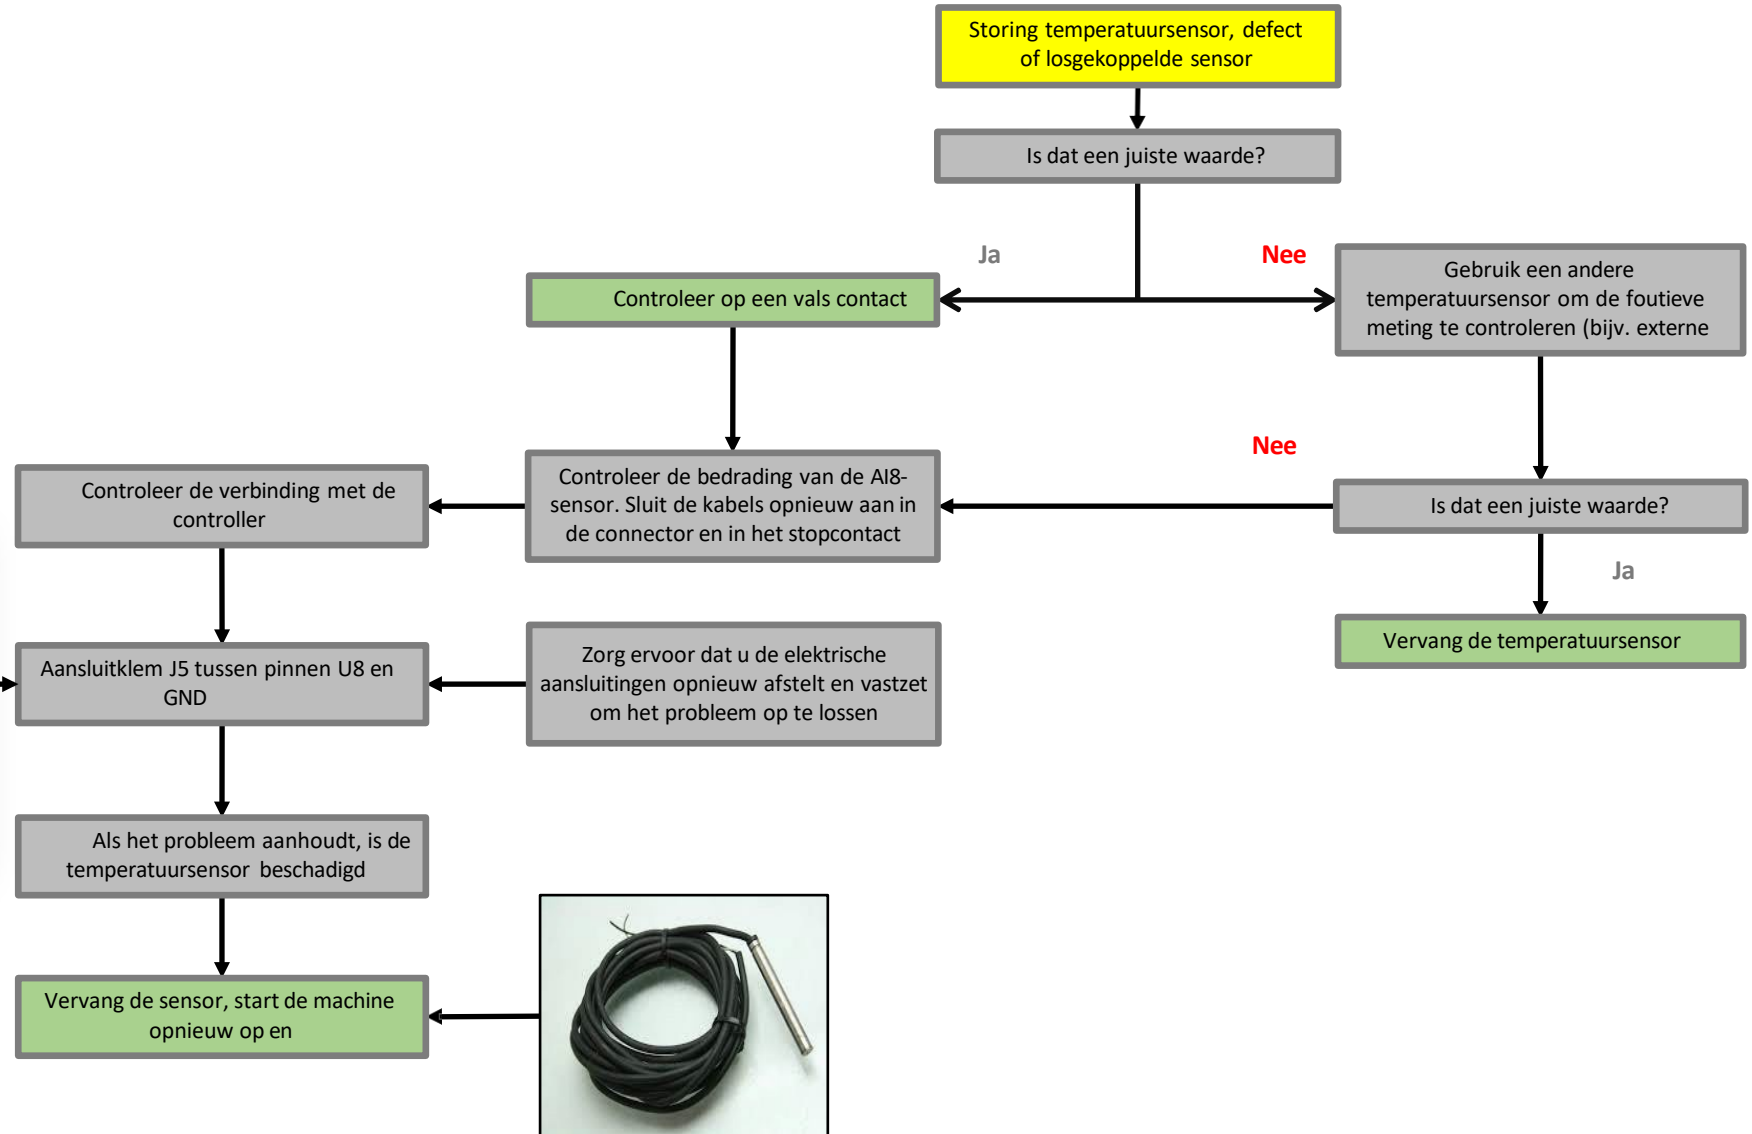 Storing temperatuursensor, defect
of losgekoppelde sensor
Is dat een juiste waarde?
Ja
Nee
Controleer op een vals contact
Gebruik een andere
temperatuursensor om de foutieve
meting te controleren (bijv. externe
Nee
Controleer de verbinding met de
controller
Controleer de bedrading van de AI8-
sensor. Sluit de kabels opnieuw aan in
de connector en in het stopcontact
Is dat een juiste waarde?
Ja
Aansluitklem J5 tussen pinnen U8 en
GND
Zorg ervoor dat u de elektrische
aansluitingen opnieuw afstelt en vastzet
om het probleem op te lossen
Vervang de temperatuursensor
Als het probleem aanhoudt, is de
temperatuursensor beschadigd
Vervang de sensor, start de machine
opnieuw op en